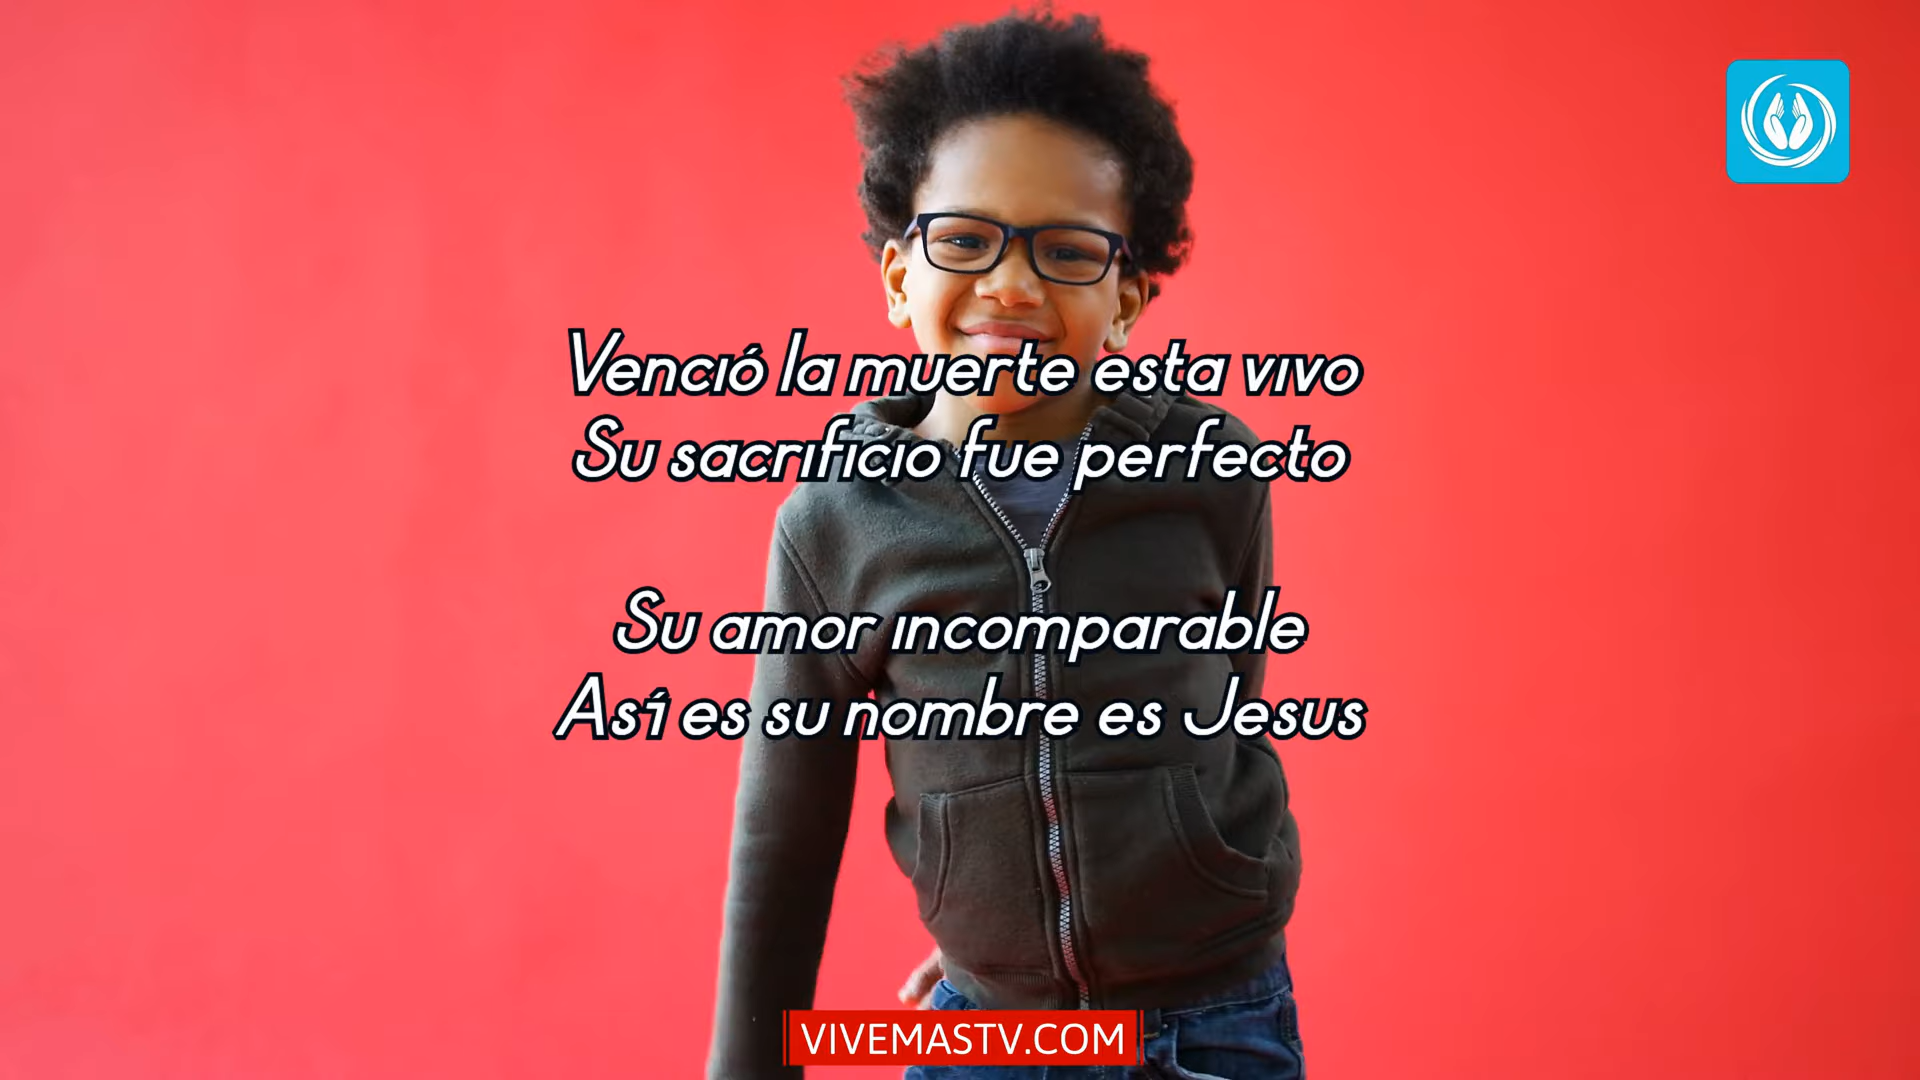 Venció la muerte esta vivo
Su sacrificio fue perfecto
Su amor incomparable
Así es su nombre es Jesus
VIVEMASTV.COM